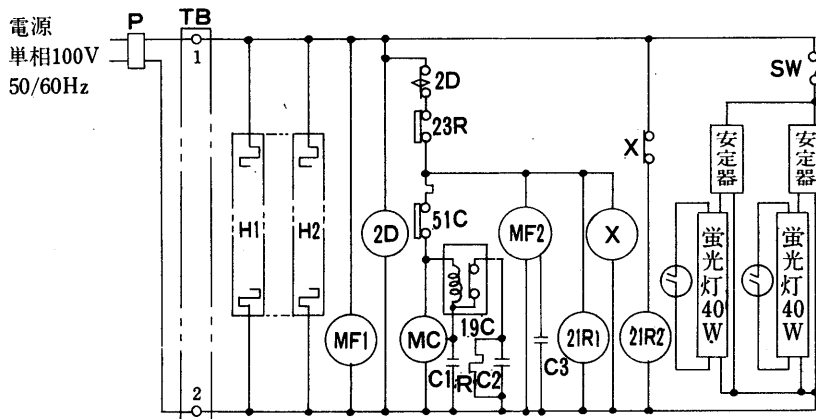 電源
単相100V
50/60Hz
P
TB
1
2D
23R
SW
X
安定器
安定器
51C
H1
H2
2D
MF2
X
蛍光灯40W
蛍光灯40W
19C
MF1
MC
21R1
21R2
C1
R
C2
C3
2